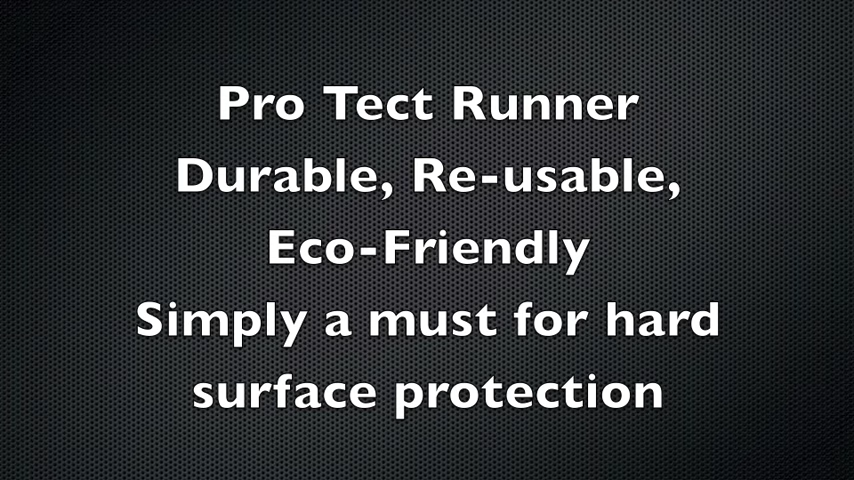 Pro Tect Runner
Durable, Re-usable,
Eco-Friendly
Simply a must for hard
surface protection